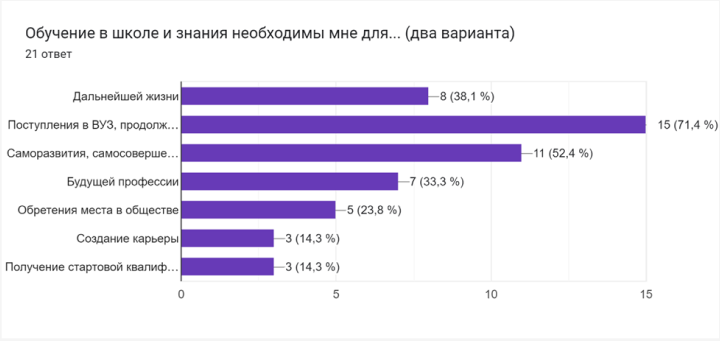 Обучение в школе и знания необходимы мне для... (два варианта)
21 ответ
Дальнейшей жизни 8 (38,1 %)
Поступления в ВУЗ, продолж… 15 (71,4 %)
Саморазвития, самосоверше… 11 (52,4 %)
Будущей профессии 7 (33,3 %)
Обретения места в обществе 5 (23,8 %)
Создание карьеры 3 (14,3 %)
Получение стартовой квалиф… 3 (14,3 %)
0 5 10 15